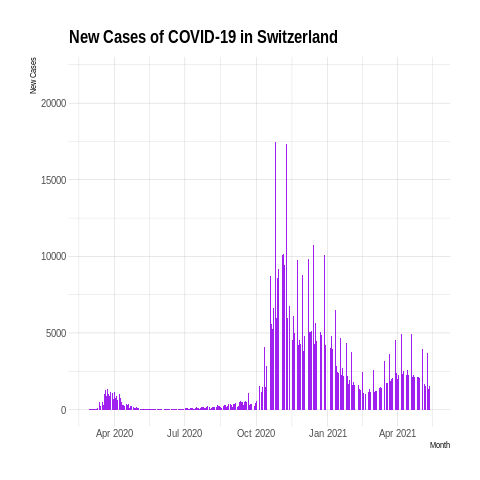 New Cases of COVID-19 in Switzerland
New Cases
20000
15000
10000
5000
0
Apr 2020 Jul 2020 Oct 2020 Jan 2021 Apr 2021
Month